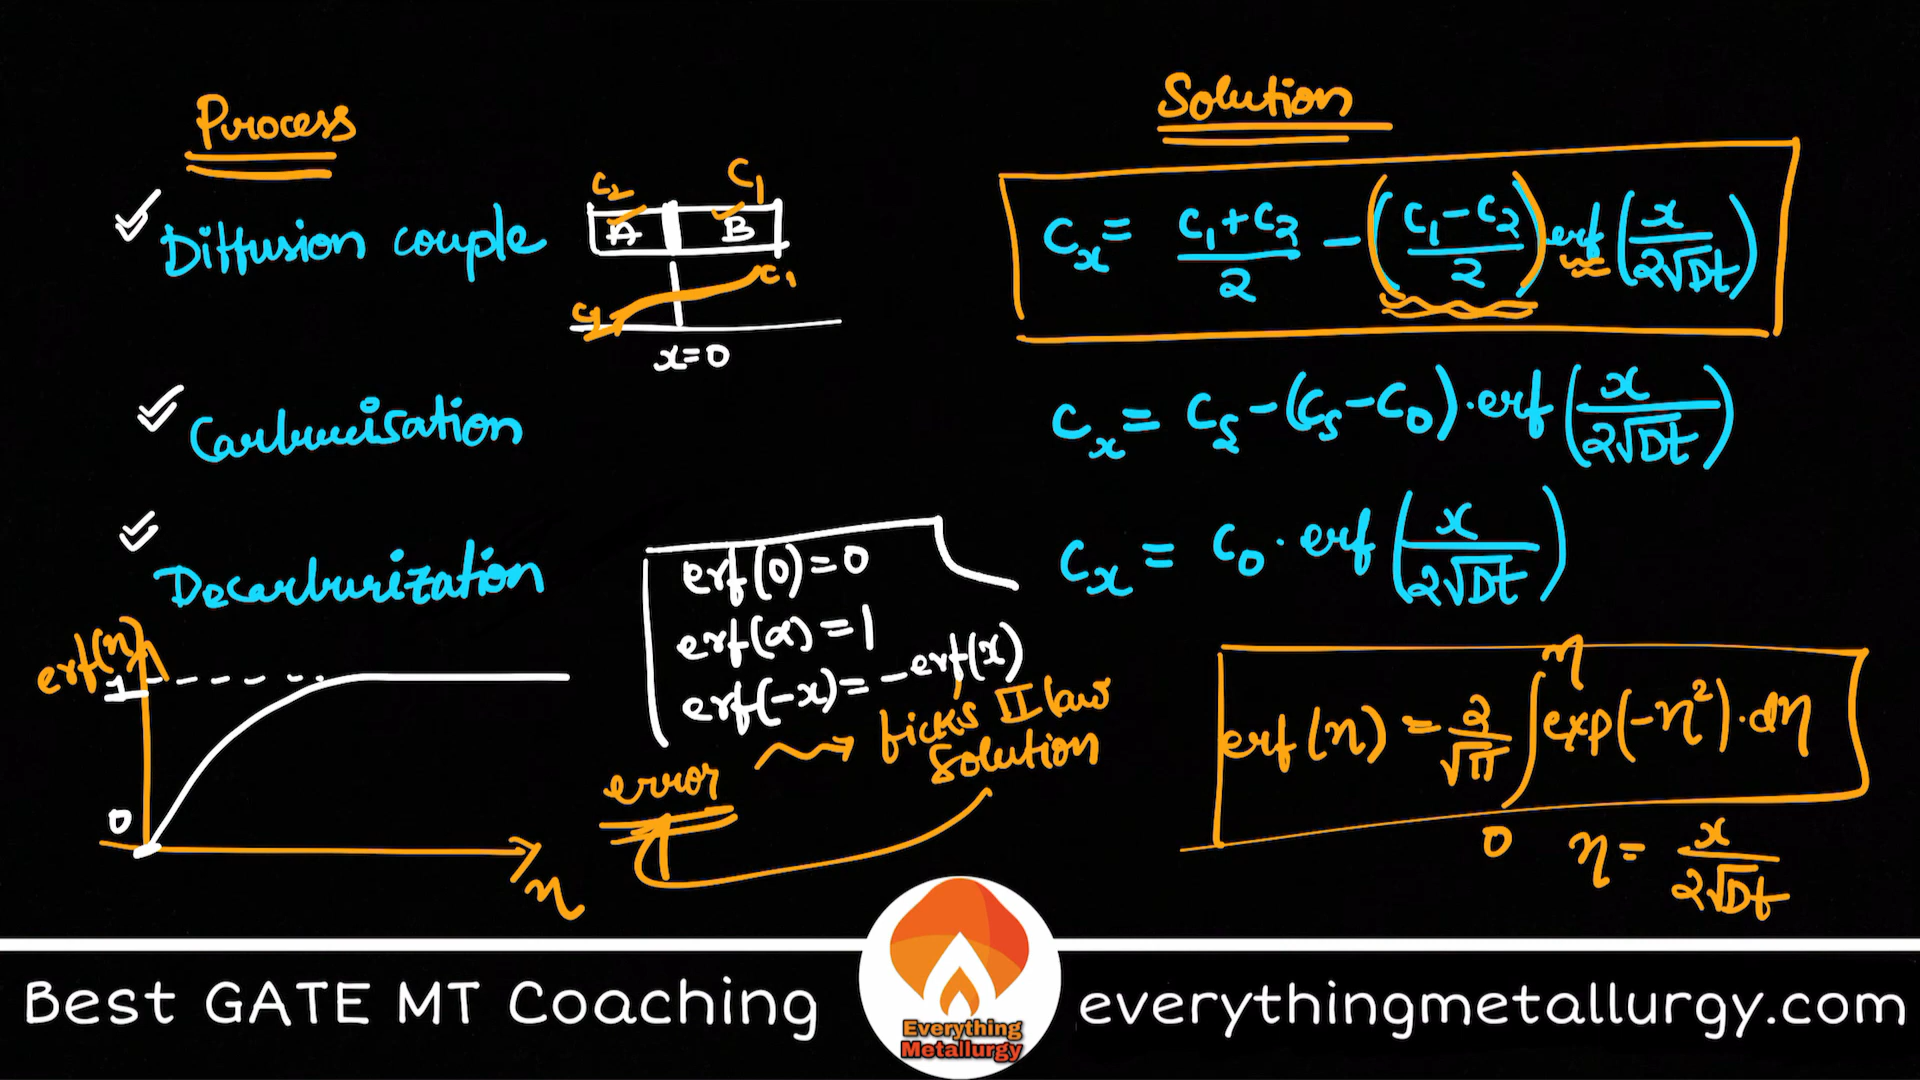 Process
Solution
Diffusion couple
C₂ C₁
A B
C₂ C₁
x=0
Cₓ = (C₁+C₂)/2 - ((C₁-C₂)/2) erf(x/2√Dt)
Carburisation
Cₓ = Cₛ - (Cₛ - C₀)·erf(x/2√Dt)
Decarburization
Cₓ = C₀·erf(x/2√Dt)
erf(0)=0
erf(α)=1
erf(-x)= -erf(x)
erf(η)
1
0
η
error
fick's II law
Solution
erf(η) = 2/√π ∫₀^η exp(-η²)·dη
η = x/2√Dt
Best GATE MT Coaching
Everything
Metallurgy
everythingmetallurgy.com